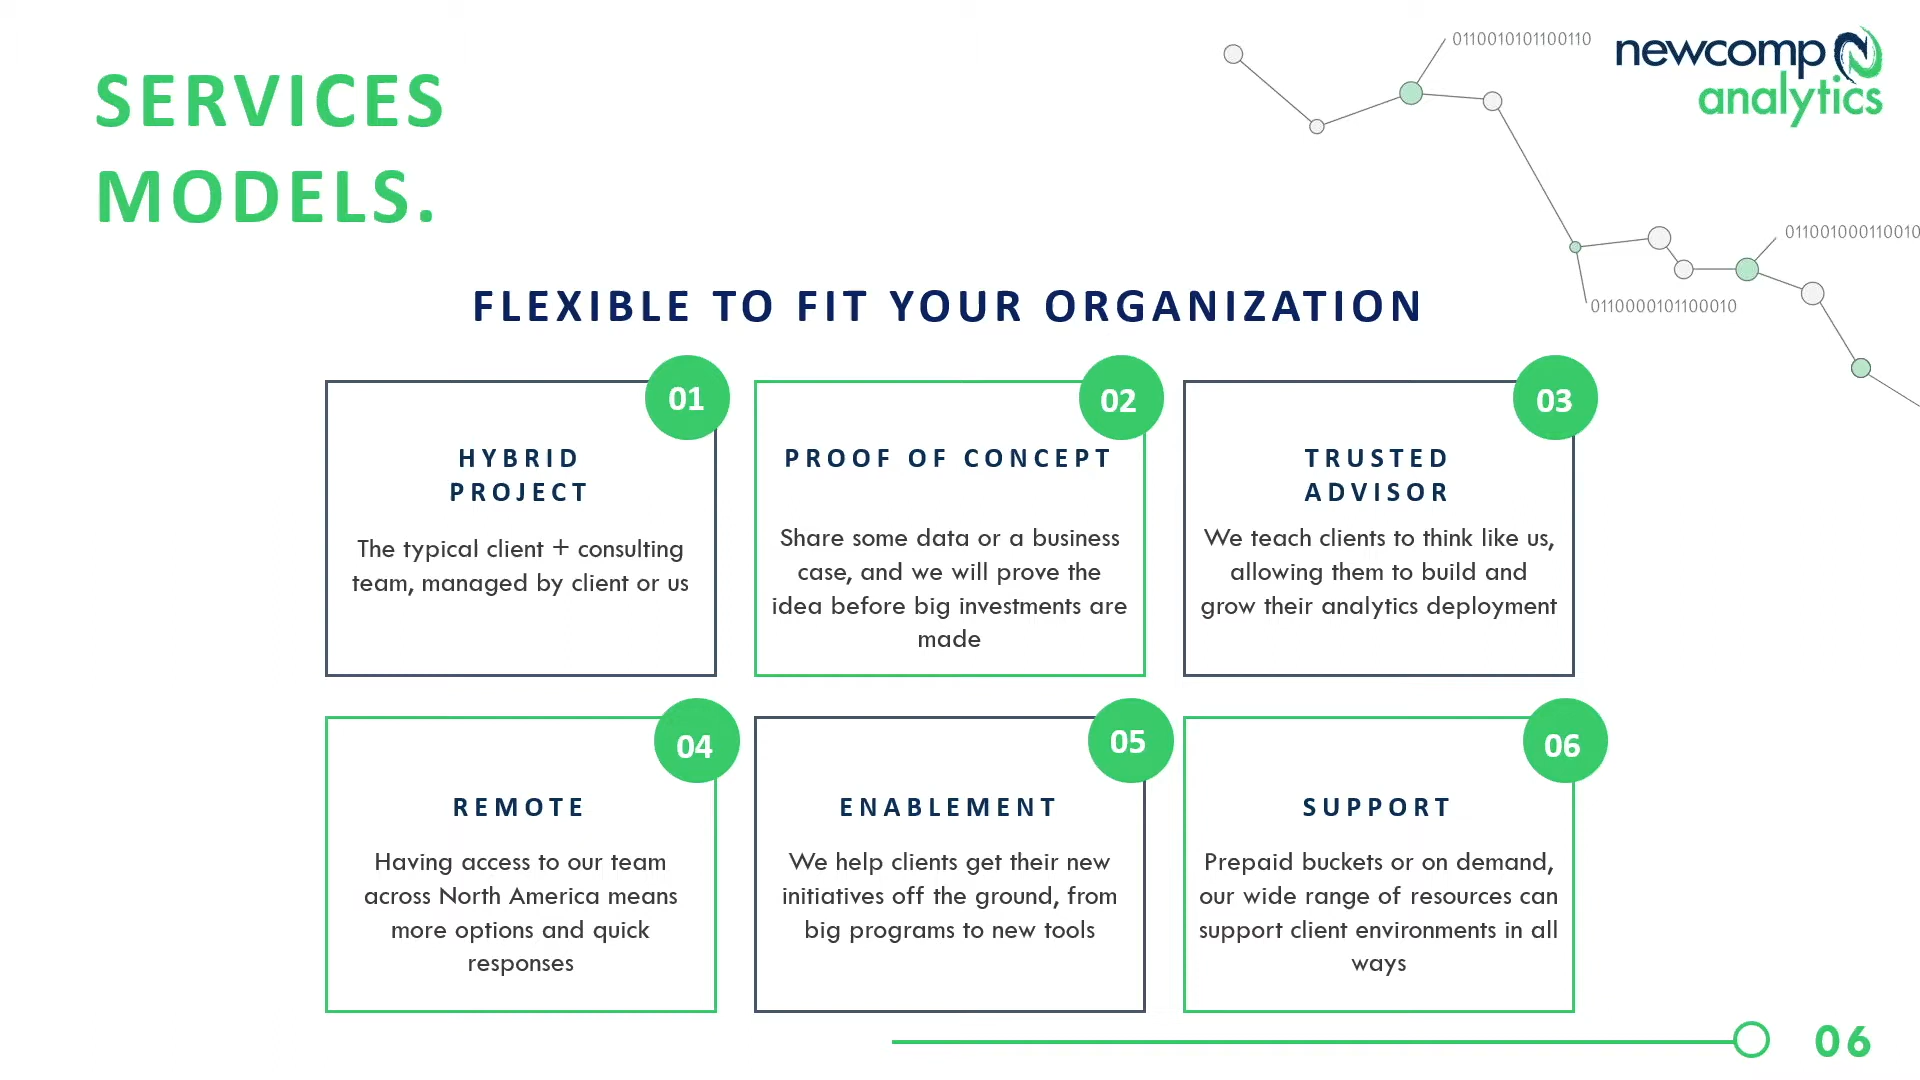 SERVICES
MODELS.
0110010101100110
newcomp
analytics
011001000110010
0110000101100010
FLEXIBLE TO FIT YOUR ORGANIZATION
01
HYBRID
PROJECT
The typical client + consulting
team, managed by client or us
02
PROOF OF CONCEPT
Share some data or a business
case, and we will prove the
idea before big investments are
made
03
TRUSTED
ADVISOR
We teach clients to think like us,
allowing them to build and
grow their analytics deployment
04
REMOTE
Having access to our team
across North America means
more options and quick
responses
05
ENABLEMENT
We help clients get their new
initiatives off the ground, from
big programs to new tools
06
SUPPORT
Prepaid buckets or on demand,
our wide range of resources can
support client environments in all
ways
06